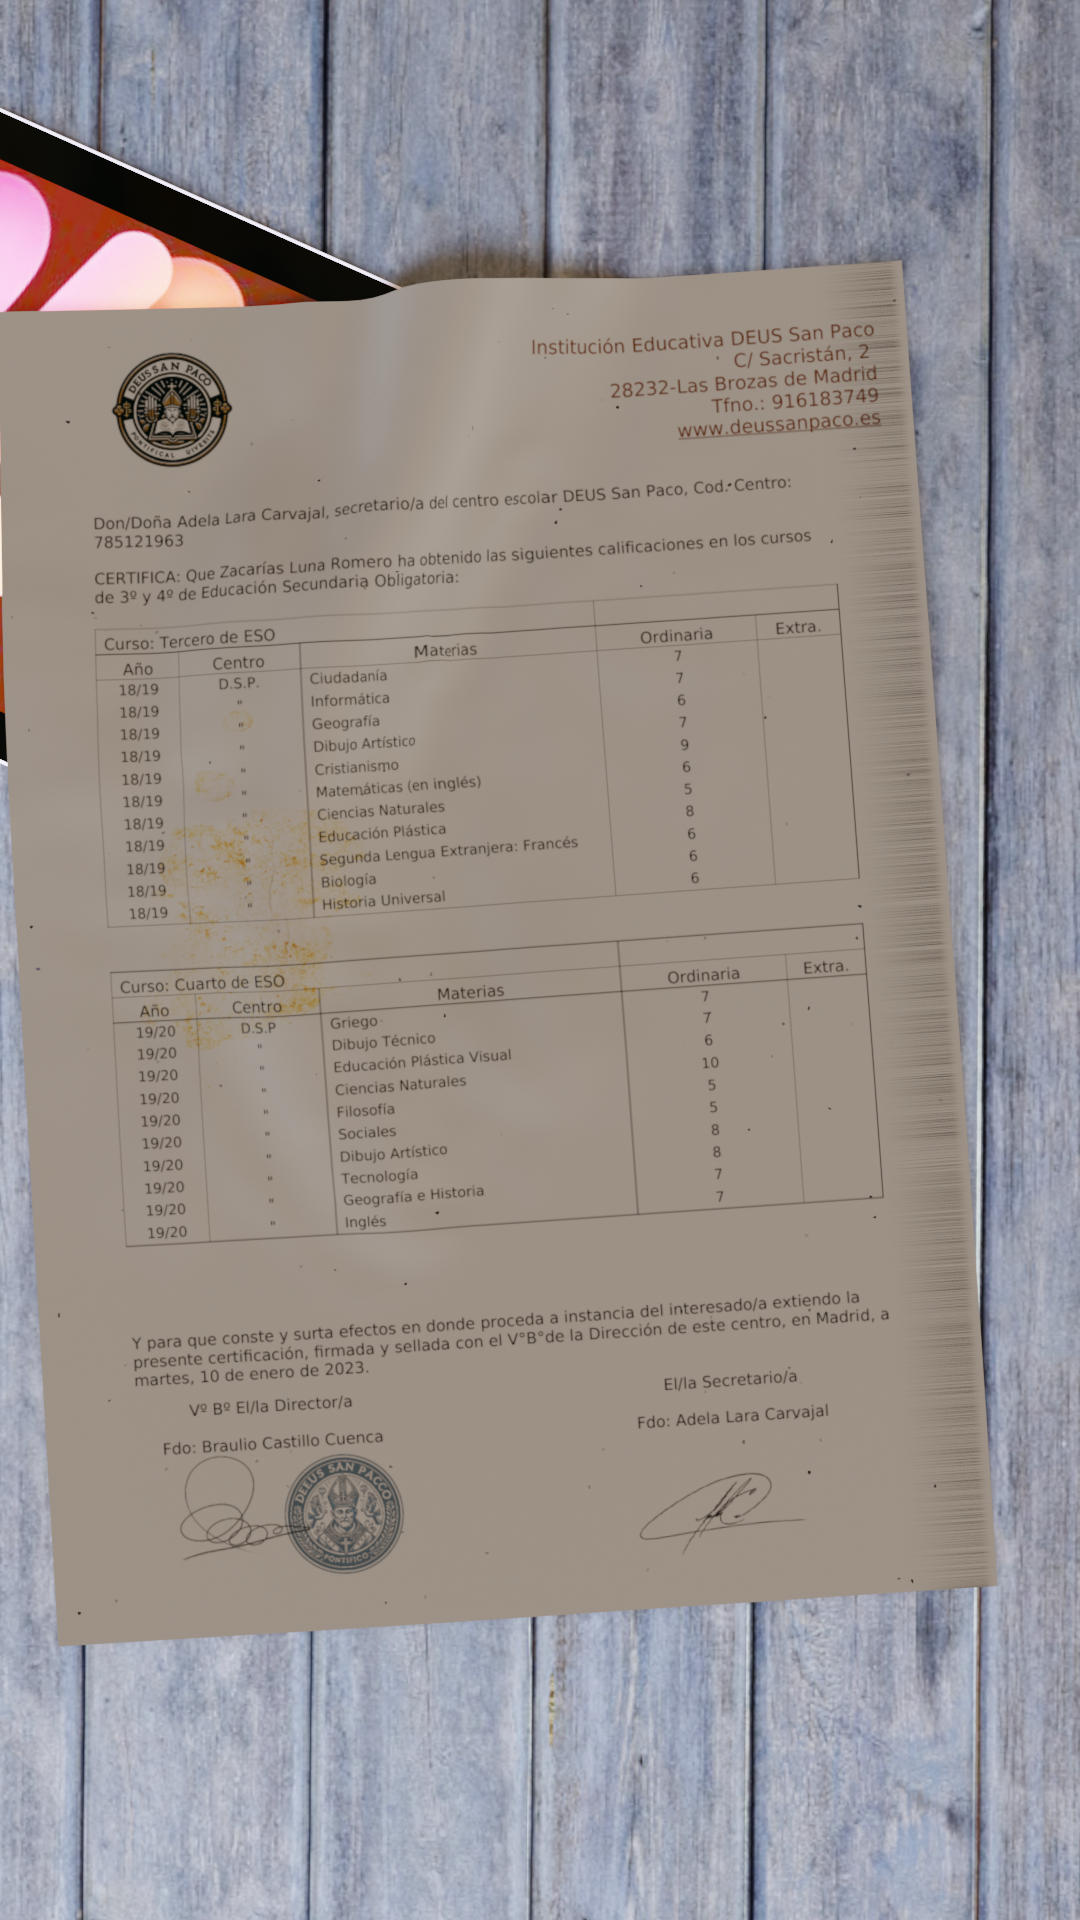 DEUS SAN PACO
PONTIFICAL
Institución Educativa DEUS San Paco
C/ Sacristán, 2
28232-Las Brozas de Madrid
Tfno.: 916183749
www.deussanpaco.es
Don/Doña Adela Lara Carvajal, secretario/a del centro escolar DEUS San Paco, Cod. Centro:
785121963
CERTIFICA: Que Zacarías Luna Romero ha obtenido las siguientes calificaciones en los cursos
de 3º y 4º de Educación Secundaria Obligatoria:
Curso: Tercero de ESO
Año Centro Materias Ordinaria Extra.
18/19 D.S.P. Ciudadanía 7
18/19 " Informática 7
18/19 " Geografía 6
18/19 " Dibujo Artístico 7
18/19 " Cristianismo 9
18/19 " Matemáticas (en inglés) 6
18/19 " Ciencias Naturales 5
18/19 " Educación Plástica 8
18/19 " Segunda Lengua Extranjera: Francés 6
18/19 " Biología 6
18/19 " Historia Universal 6
Curso: Cuarto de ESO
Año Centro Materias Ordinaria Extra.
19/20 D.S.P Griego 7
19/20 " Dibujo Técnico 7
19/20 " Educación Plástica Visual 6
19/20 " Ciencias Naturales 10
19/20 " Filosofía 5
19/20 " Sociales 5
19/20 " Dibujo Artístico 8
19/20 " Tecnología 8
19/20 " Geografía e Historia 7
19/20 " Inglés 7
Y para que conste y surta efectos en donde proceda a instancia del interesado/a extiendo la
presente certificación, firmada y sellada con el V°B°de la Dirección de este centro, en Madrid, a
martes, 10 de enero de 2023.
Vº Bº El/la Director/a
El/la Secretario/a
Fdo: Braulio Castillo Cuenca
Fdo: Adela Lara Carvajal
DEEUS SAN PACCO
PONTIFICO